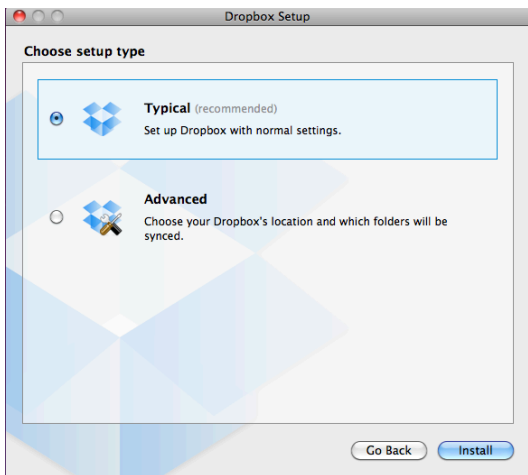 Dropbox Setup
Choose setup type
Typical (recommended)
Set up Dropbox with normal settings.
Advanced
Choose your Dropbox's location and which folders will be
synced.
Go Back Install